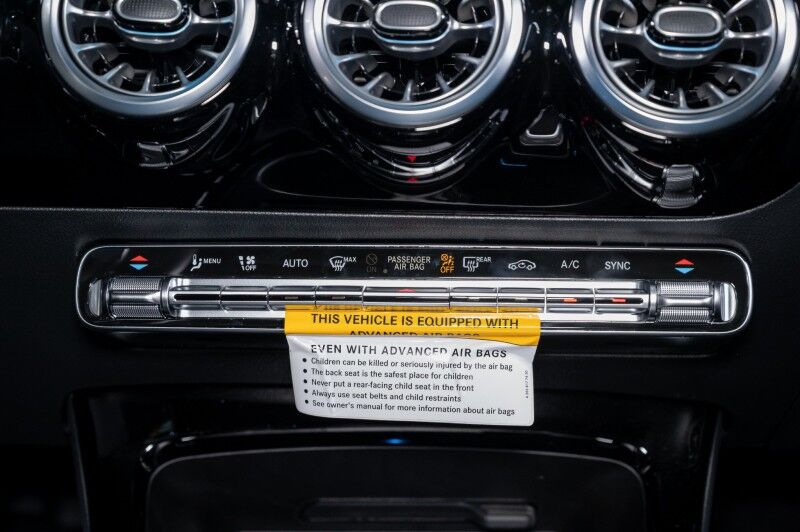 MENU OFF AUTO MAX ON PASSENGER AIR BAG OFF REAR A/C SYNC
THIS VEHICLE IS EQUIPPED WITH
ADVANCED AIR BAGS
EVEN WITH ADVANCED AIR BAGS
• Children can be killed or seriously injured by the air bag
• The back seat is the safest place for children
• Never put a rear-facing child seat in the front
• Always use seat belts and child restraints
• See owner's manual for more information about air bags